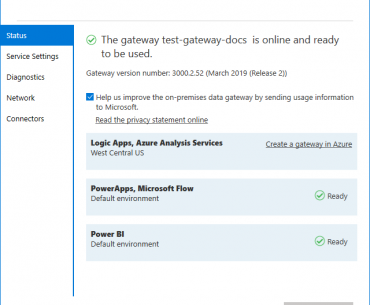 Status
Service Settings
Diagnostics
Network
Connectors
The gateway test-gateway-docs is online and ready
to be used.
Gateway version number: 3000.2.52 (March 2019 (Release 2))
Help us improve the on-premises data gateway by sending usage information
to Microsoft.
Read the privacy statement online
Logic Apps, Azure Analysis Services
West Central US
Create a gateway in Azure
PowerApps, Microsoft Flow
Default environment
Ready
Power BI
Default environment
Ready